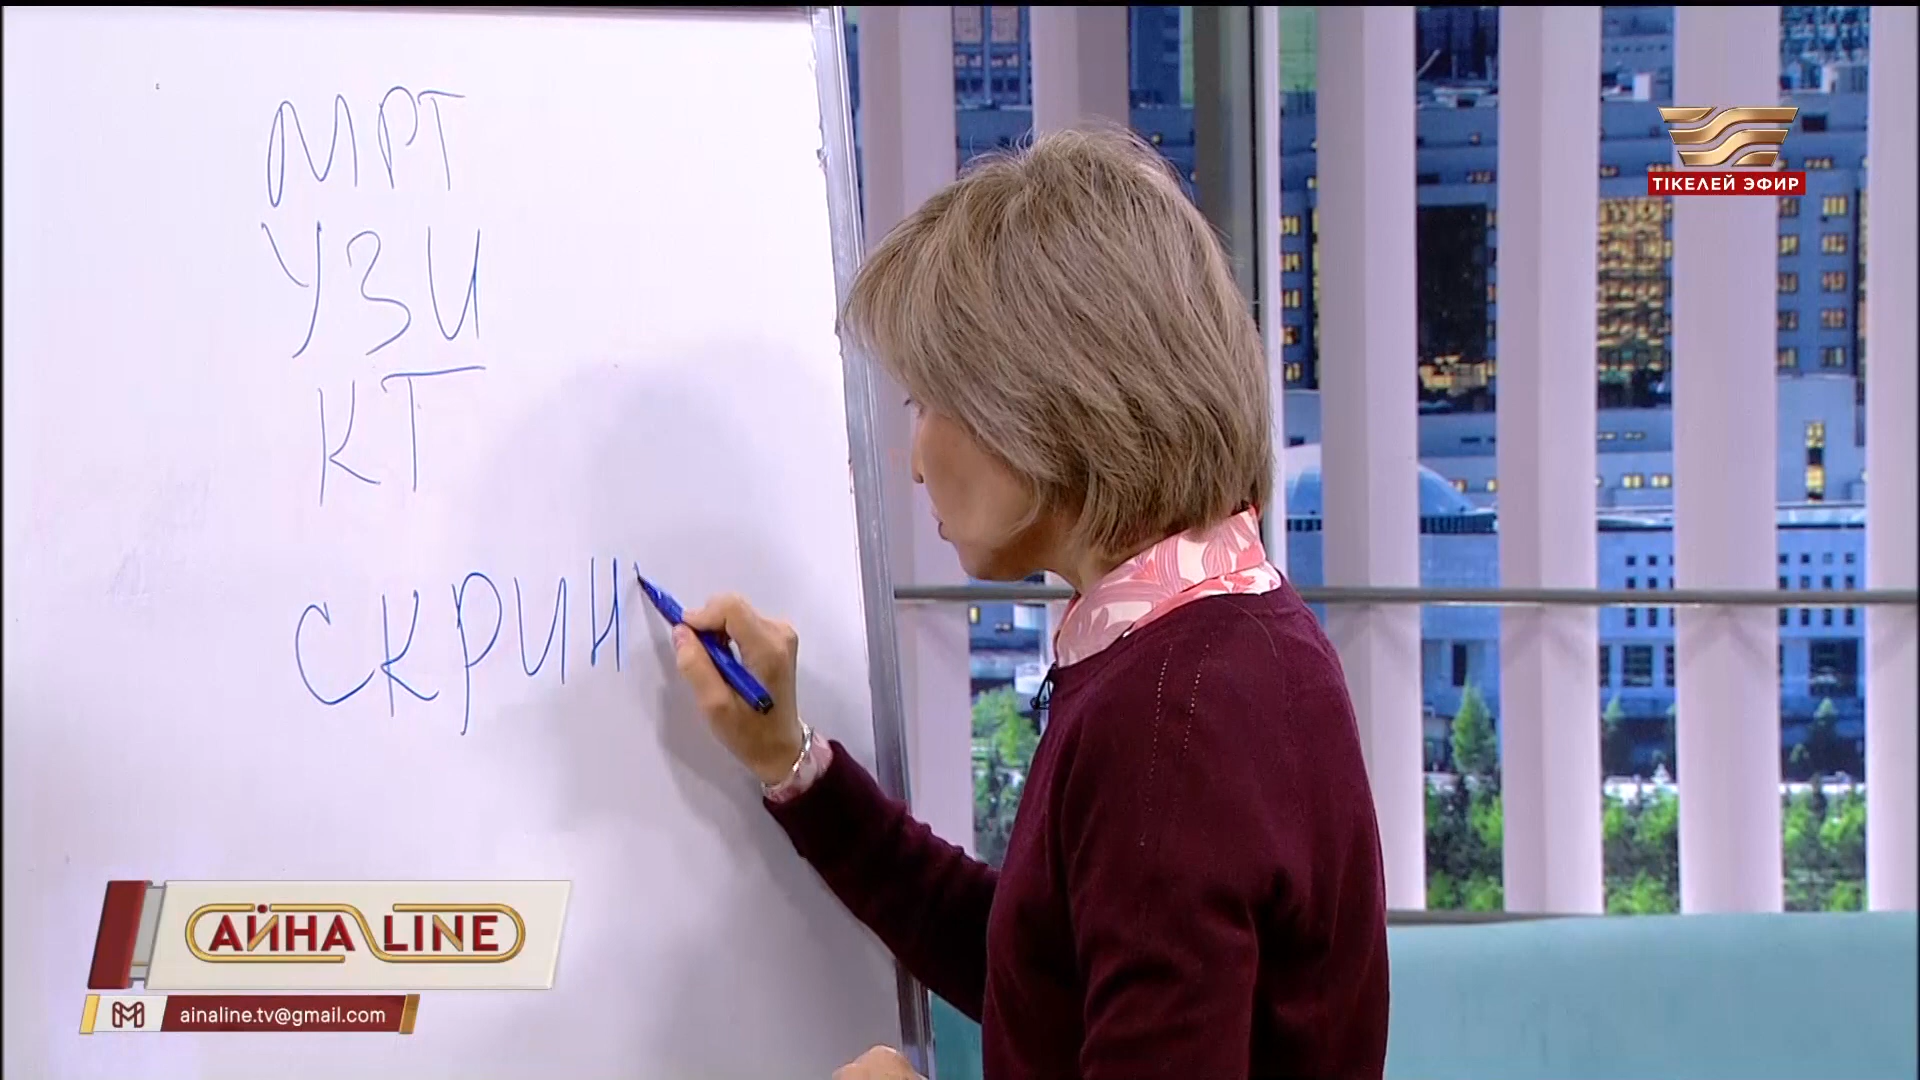 МРТ
УЗИ
КТ
СКРИН
ТІКЕЛЕЙ ЭФИР
АЙНА LINE
ainaline.tv@gmail.com